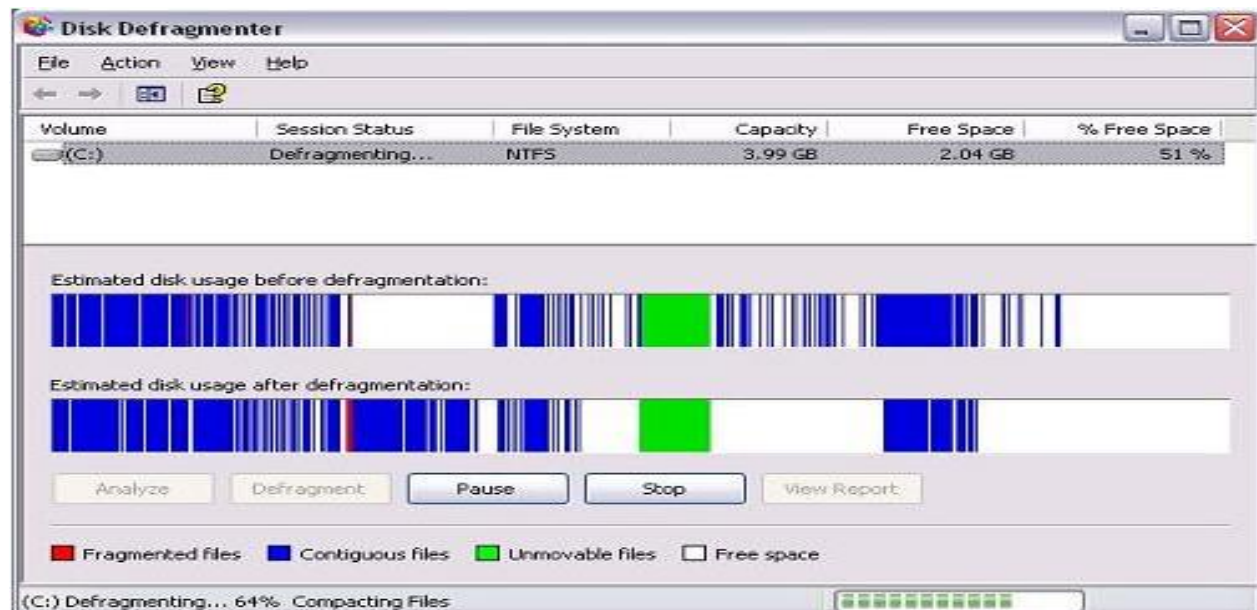 Disk Defragmenter
File Action View Help
Volume Session Status File System Capacity Free Space % Free Space
(C:) Defragmenting... NTFS 3.99 GB 2.04 GB 51 %
Estimated disk usage before defragmentation:
Estimated disk usage after defragmentation:
Analyze Defragment Pause Stop View Report
Fragmented files Contiguous files Unmovable files Free space
(C:) Defragmenting... 64% Compacting Files